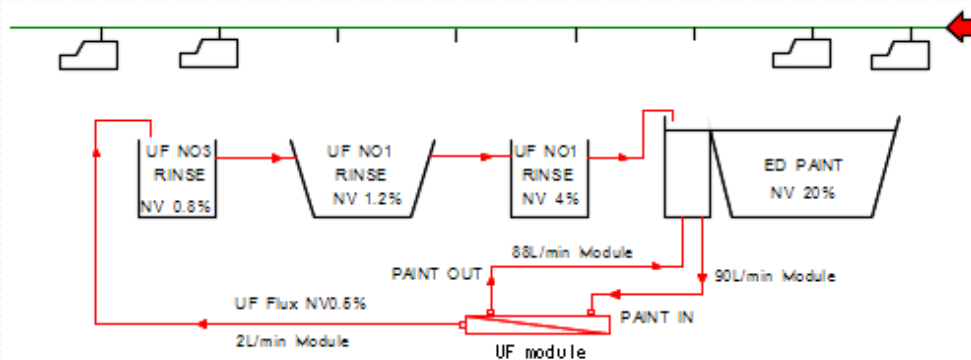 UF NO3
RINSE
NV 0.8%
UF NO1
RINSE
NV 1.2%
UF NO1
RINSE
NV 4%
ED PAINT
NV 20%
88L/min Module
PAINT OUT
90L/min Module
UF Flux NV0.5%
PAINT IN
2L/min Module
UF module